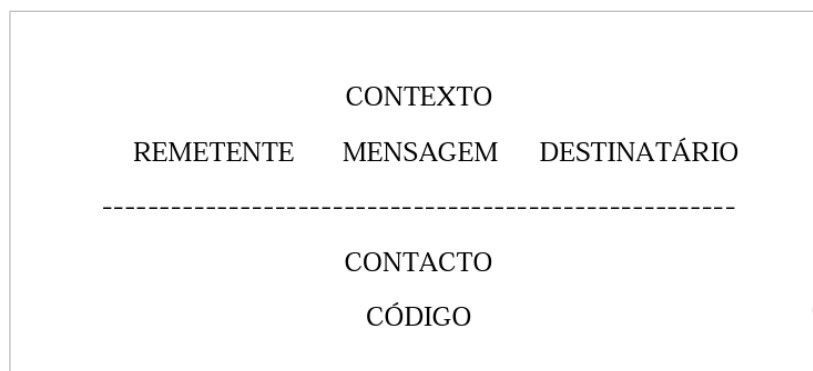 CONTEXTO
REMETENTE MENSAGEM DESTINATÁRIO
-------------------------------------------------------
CONTACTO
CÓDIGO